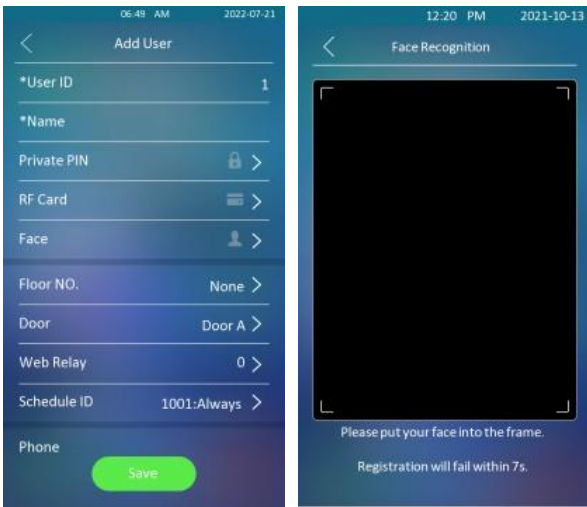 06:49 AM 2022-07-21
Add User
*User ID 1
*Name
Private PIN
RF Card
Face
Floor NO. None
Door Door A
Web Relay 0
Schedule ID 1001:Always
Phone
Save
12:20 PM 2021-10-13
Face Recognition
Please put your face into the frame.
Registration will fail within 7s.